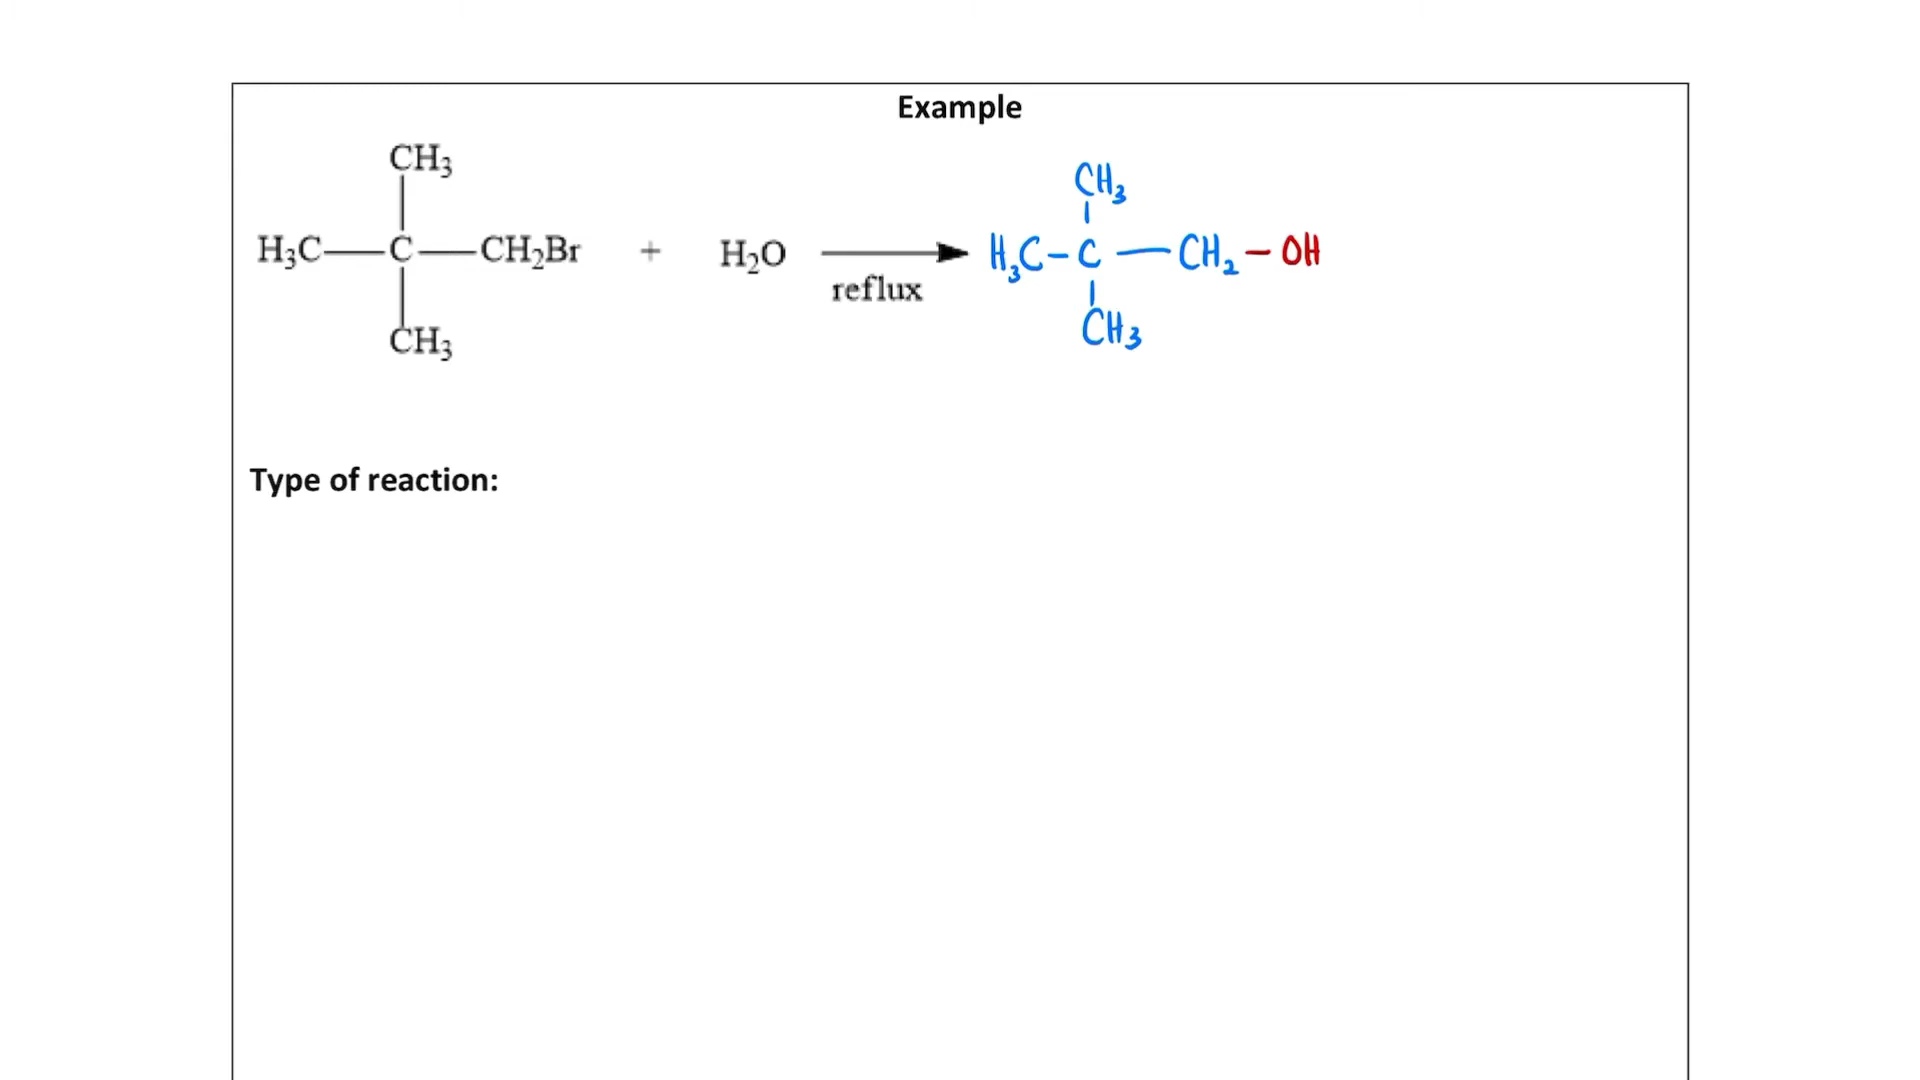 Example
CH₃
CH₃
H₃C—C—CH₂Br + H₂O → H₃C–C—CH₂–OH
reflux
CH₃
CH₃
Type of reaction: